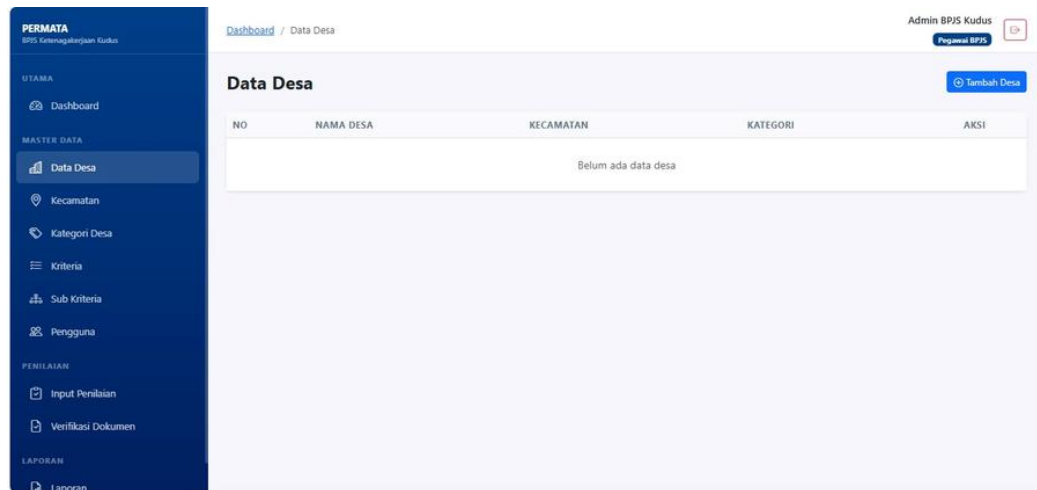 PERMATA
BPJS Ketenagakerjaan Kudus
UTAMA
Dashboard
MASTER DATA
Data Desa
Kecamatan
Kategori Desa
Kriteria
Sub Kriteria
Pengguna
PENILAIAN
Input Penilaian
Verifikasi Dokumen
LAPORAN
Laporan
Dashboard / Data Desa
Admin BPJS Kudus
Pegawai BPJS
Data Desa
Tambah Desa
NO NAMA DESA KECAMATAN KATEGORI AKSI
Belum ada data desa